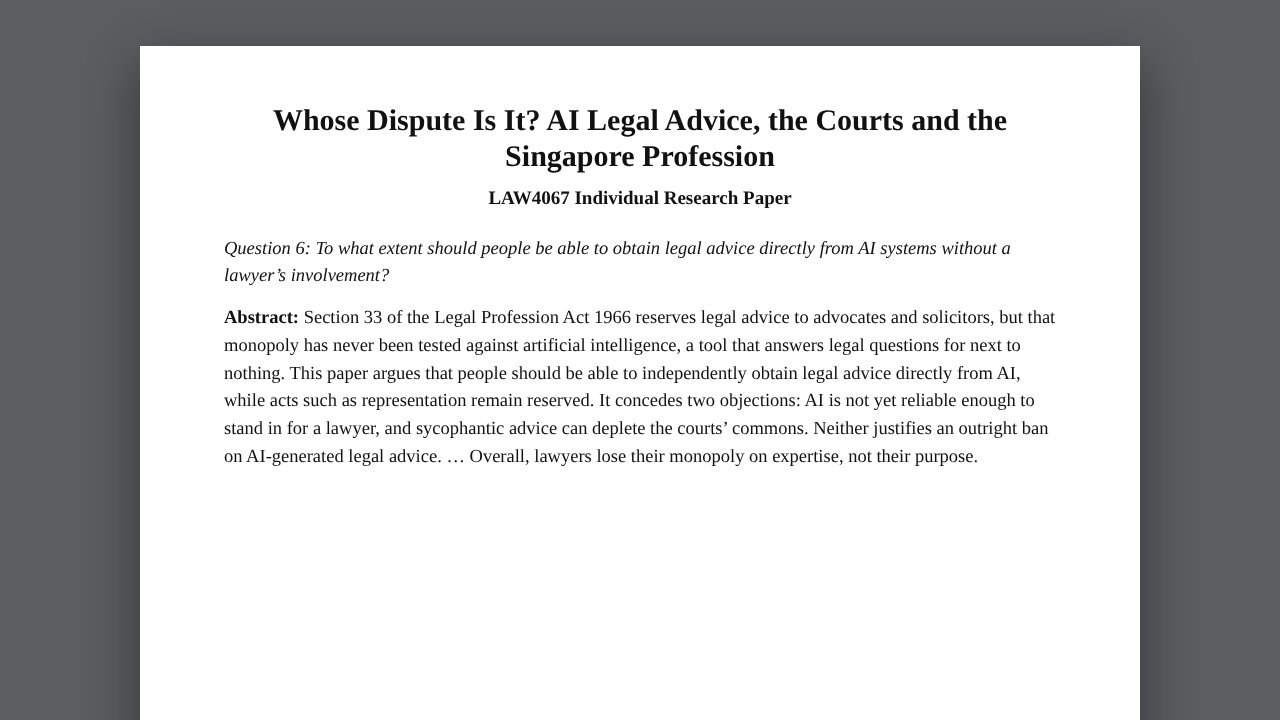 Whose Dispute Is It? AI Legal Advice, the Courts and the
Singapore Profession
LAW4067 Individual Research Paper
Question 6: To what extent should people be able to obtain legal advice directly from AI systems without a
lawyer’s involvement?
Abstract: Section 33 of the Legal Profession Act 1966 reserves legal advice to advocates and solicitors, but that
monopoly has never been tested against artificial intelligence, a tool that answers legal questions for next to
nothing. This paper argues that people should be able to independently obtain legal advice directly from AI,
while acts such as representation remain reserved. It concedes two objections: AI is not yet reliable enough to
stand in for a lawyer, and sycophantic advice can deplete the courts’ commons. Neither justifies an outright ban
on AI-generated legal advice. … Overall, lawyers lose their monopoly on expertise, not their purpose.